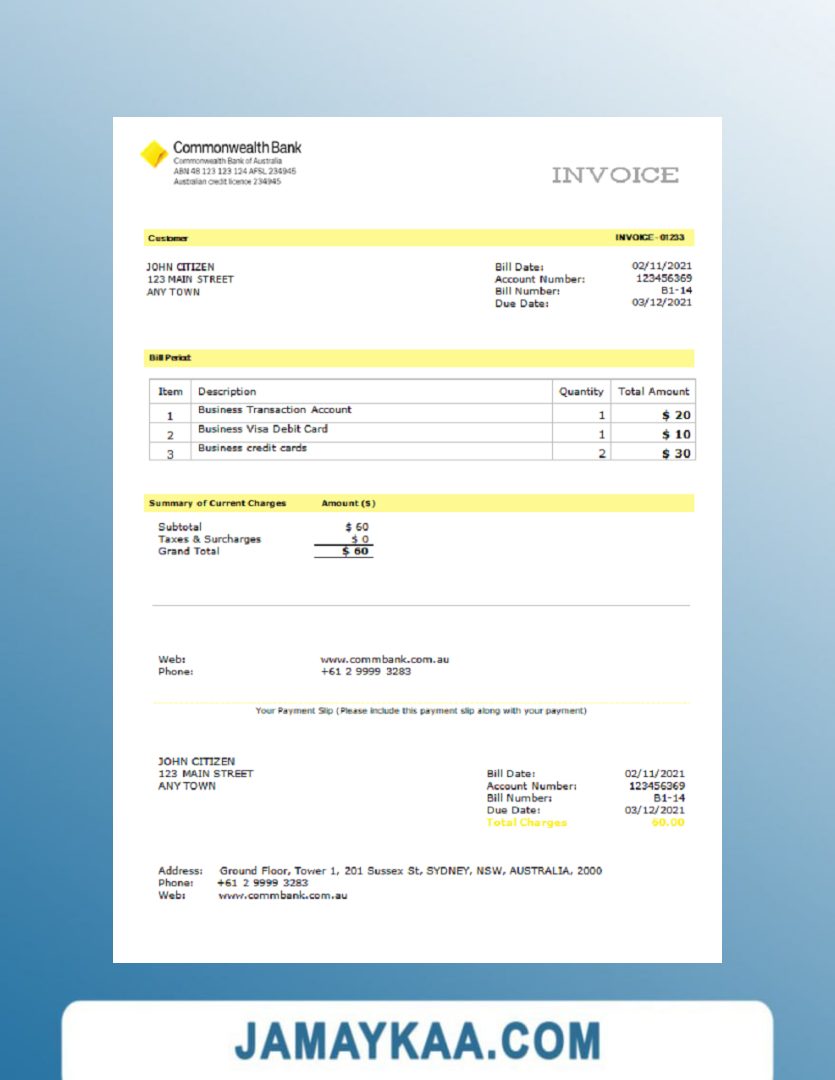 Commonwealth Bank
Commonwealth Bank of Australia
ABN 48 123 123 124 AFSL 234945
Australian credit licence 234945
INVOICE
Customer INVOICE - 01233
JOHN CITIZEN
123 MAIN STREET
ANY TOWN
Bill Date: 02/11/2021
Account Number: 123456369
Bill Number: B1-14
Due Date: 03/12/2021
Bill Period:
Item Description Quantity Total Amount
1 Business Transaction Account 1 $ 20
2 Business Visa Debit Card 1 $ 10
3 Business credit cards 2 $ 30
Summary of Current Charges Amount ($)
Subtotal $ 60
Taxes & Surcharges $ 0
Grand Total $ 60
Web: www.commbank.com.au
Phone: +61 2 9999 3283
Your Payment Slip (Please include this payment slip along with your payment)
JOHN CITIZEN
123 MAIN STREET
ANY TOWN
Bill Date: 02/11/2021
Account Number: 123456369
Bill Number: B1-14
Due Date: 03/12/2021
Total Charges 60.00
Address: Ground Floor, Tower 1, 201 Sussex St, SYDNEY, NSW, AUSTRALIA, 2000
Phone: +61 2 9999 3283
Web: www.commbank.com.au
JAMAYKAA.COM